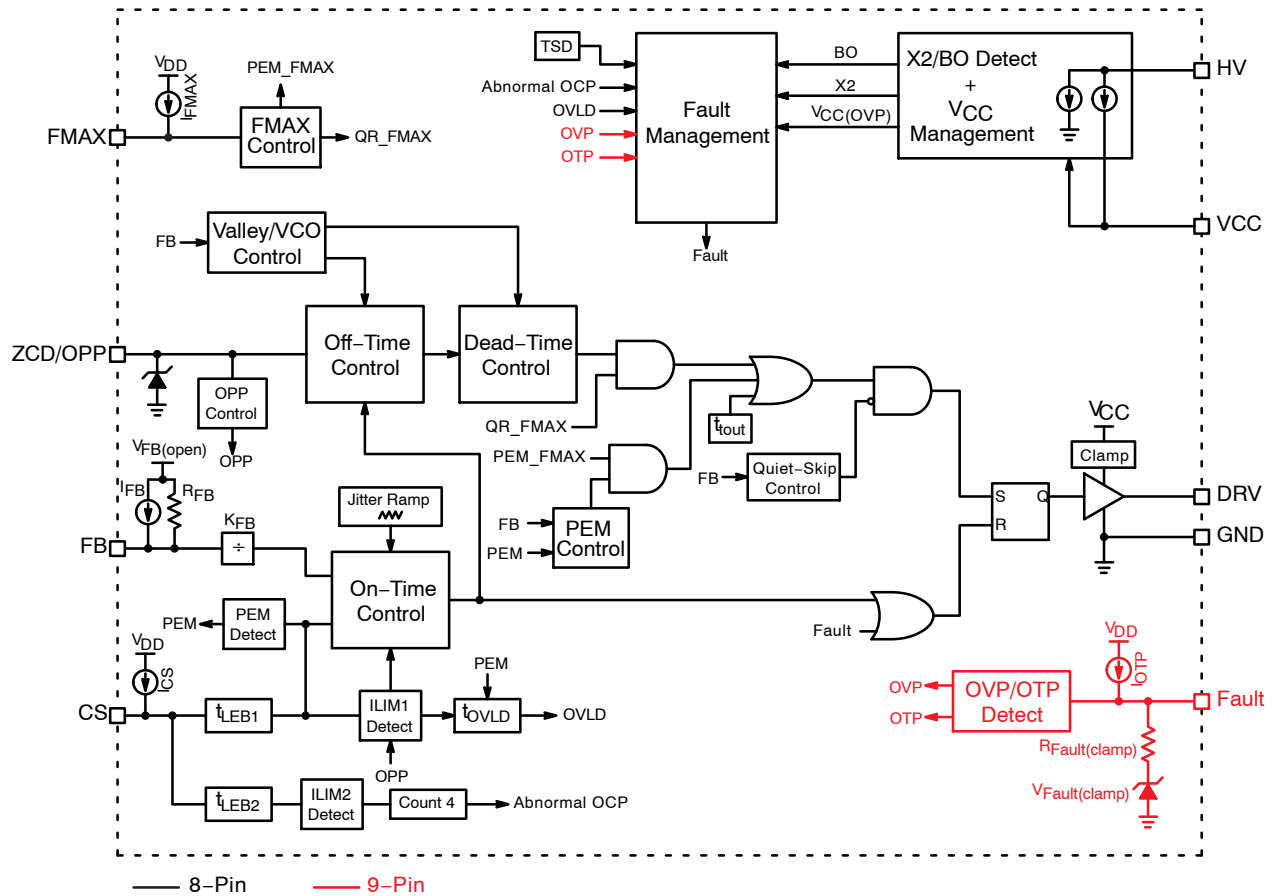 TSD
Abnormal OCP
OVLD
OVP
OTP
Fault
Management
BO
X2
VCC(OVP)
X2/BO Detect
+
VCC
Management
HV
VCC
Fault
VDD
IFMAX
PEM_FMAX
FMAX
FMAX
Control
QR_FMAX
FB
Valley/VCO
Control
ZCD/OPP
Off−Time
Control
Dead−Time
Control
OPP
Control
OPP
QR_FMAX
PEM_FMAX
ttout
FB
Quiet−Skip
Control
FB
PEM
PEM
Control
VCC
Clamp
S
R
Q
DRV
GND
VFB(open)
IFB
RFB
FB
KFB
÷
Jitter Ramp
On−Time
Control
PEM
PEM
Detect
Fault
VDD
ICS
CS
tLEB1
ILIM1
Detect
OPP
PEM
tOVLD
OVLD
tLEB2
ILIM2
Detect
Count 4
Abnormal OCP
VDD
IOTP
OVP
OTP
OVP/OTP
Detect
Fault
RFault(clamp)
VFault(clamp)
8−Pin
9−Pin